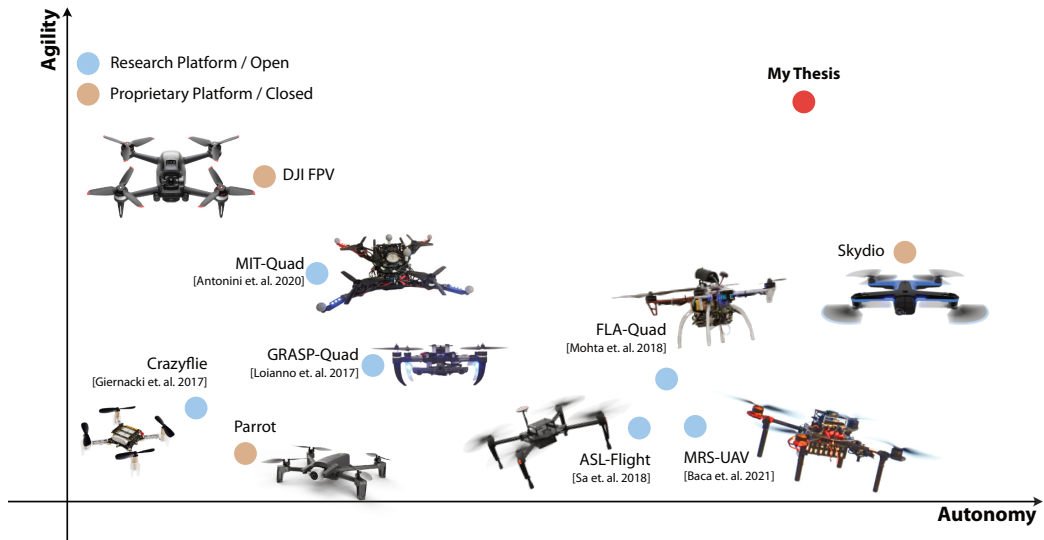 Agility
Research Platform / Open
Proprietary Platform / Closed
My Thesis
DJI FPV
MIT-Quad
[Antonini et. al. 2020]
Skydio
FLA-Quad
[Mohta et. al. 2018]
GRASP-Quad
[Loianno et. al. 2017]
Crazyflie
[Giernacki et. al. 2017]
Parrot
ASL-Flight
[Sa et. al. 2018]
MRS-UAV
[Baca et. al. 2021]
Autonomy